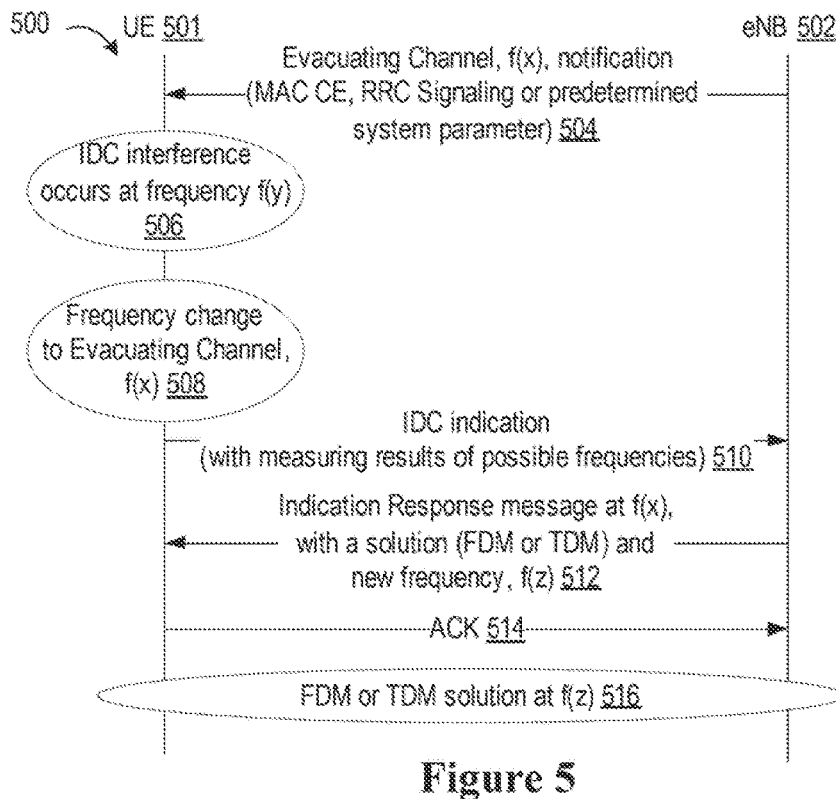 500
UE 501
eNB 502
Evacuating Channel, f(x), notification
(MAC CE, RRC Signaling or predetermined
system parameter) 504
IDC interference
occurs at frequency f(y)
506
Frequency change
to Evacuating Channel,
f(x) 508
IDC indication
(with measuring results of possible frequencies) 510
Indication Response message at f(x),
with a solution (FDM or TDM) and
new frequency, f(z) 512
ACK 514
FDM or TDM solution at f(z) 516
Figure 5